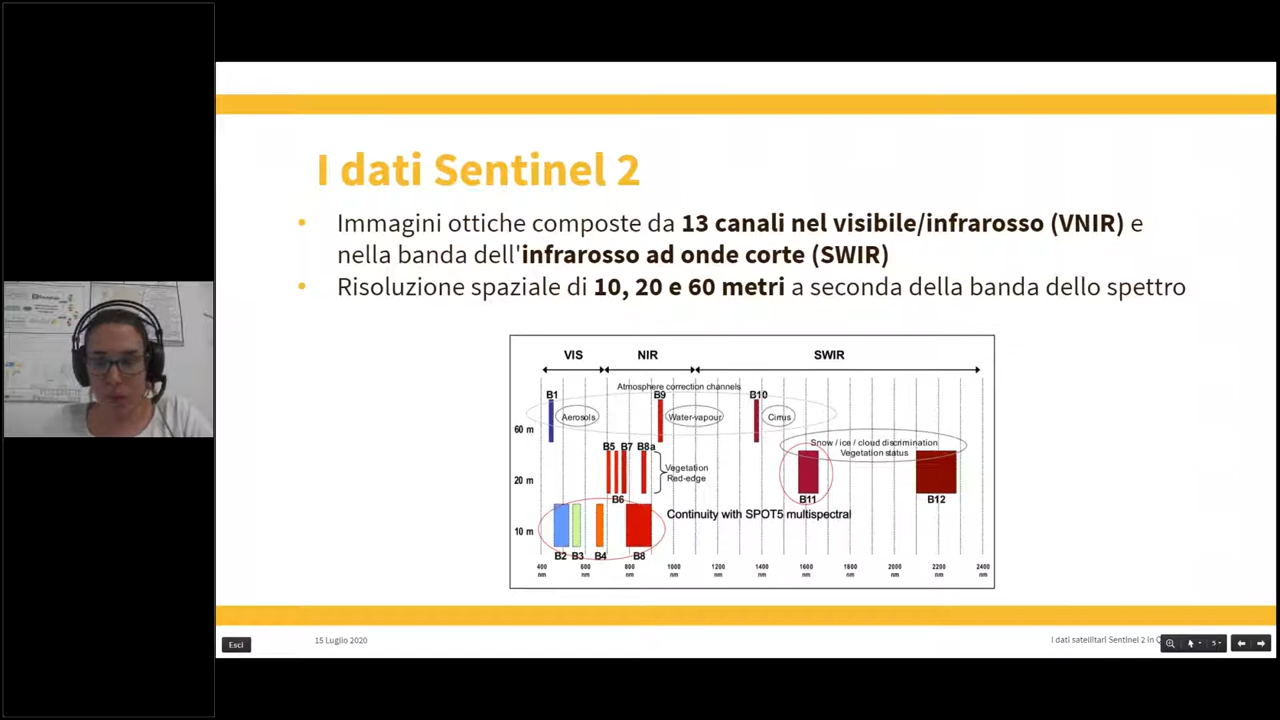 I dati Sentinel 2
• Immagini ottiche composte da 13 canali nel visibile/infrarosso (VNIR) e
nella banda dell'infrarosso ad onde corte (SWIR)
• Risoluzione spaziale di 10, 20 e 60 metri a seconda della banda dello spettro
VIS NIR SWIR
Atmosphere correction channels
B1 B9 B10
Aerosols Water-vapour Cirrus
60 m
Snow / ice / cloud discrimination
Vegetation status
B5 B7 B8a
Vegetation
Red-edge
20 m
B6 B11 B12
Continuity with SPOT5 multispectral
10 m
B2 B3 B4 B8
400 600 800 1000 1200 1400 1600 1800 2000 2200 2400
nm nm nm nm nm nm nm nm nm nm nm
15 Luglio 2020
I dati satellitari Sentinel 2 in
Esci
5